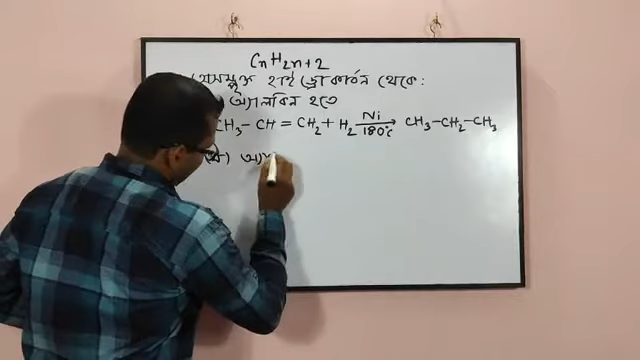 CnH2n+2
অসম্পৃক্ত হাইড্রোকার্বন থেকে:
অ্যালকিন হতে
CH3-CH=CH2+H2 Ni→180°C CH3-CH2-CH3
(খ) অ্যা